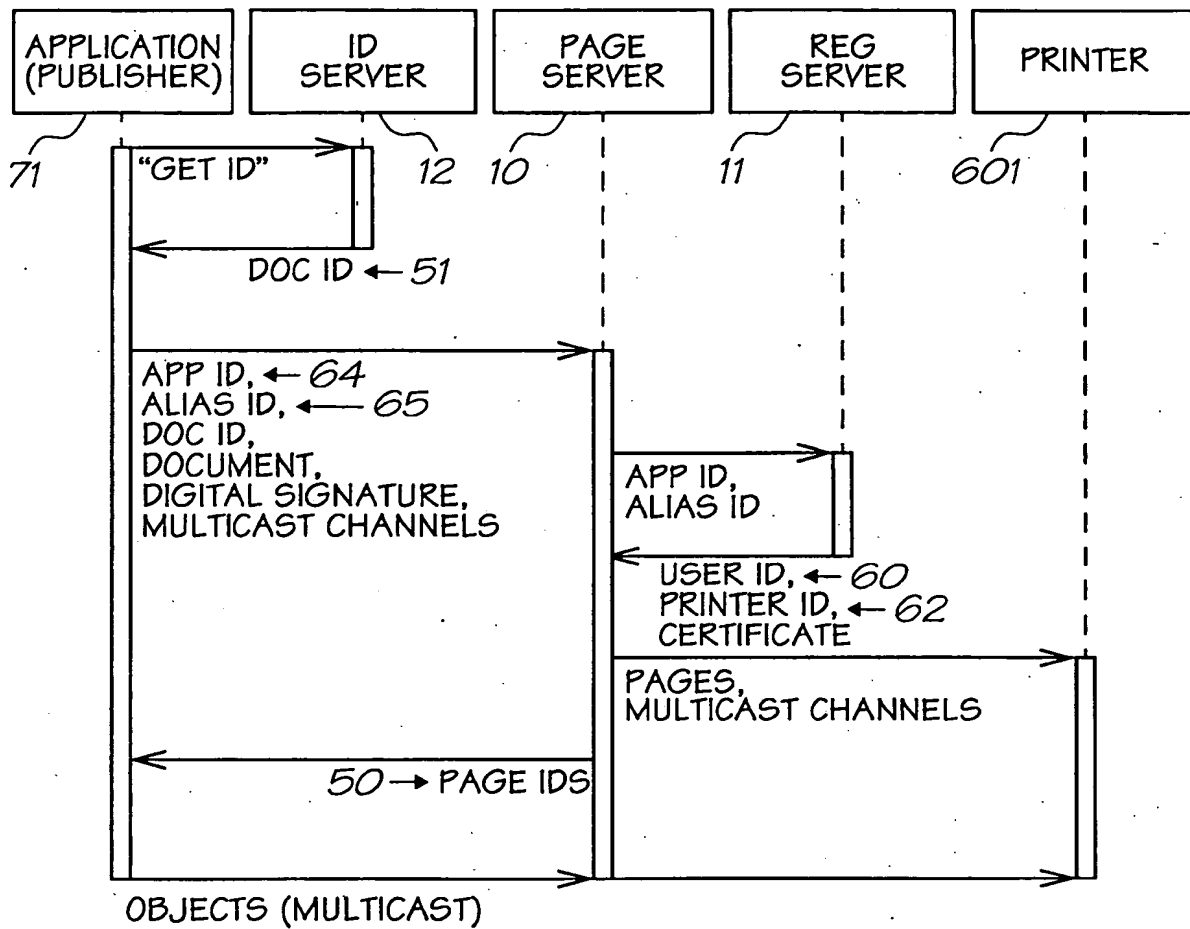 APPLICATION
(PUBLISHER)
ID
SERVER
PAGE
SERVER
REG
SERVER
PRINTER
71
12
10
11
601
"GET ID"
DOC ID ← 51
APP ID, ← 64
ALIAS ID, ← 65
DOC ID,
DOCUMENT,
DIGITAL SIGNATURE,
MULTICAST CHANNELS
APP ID,
ALIAS ID
USER ID, ← 60
PRINTER ID, ← 62
CERTIFICATE
PAGES,
MULTICAST CHANNELS
50 → PAGE IDS
OBJECTS (MULTICAST)